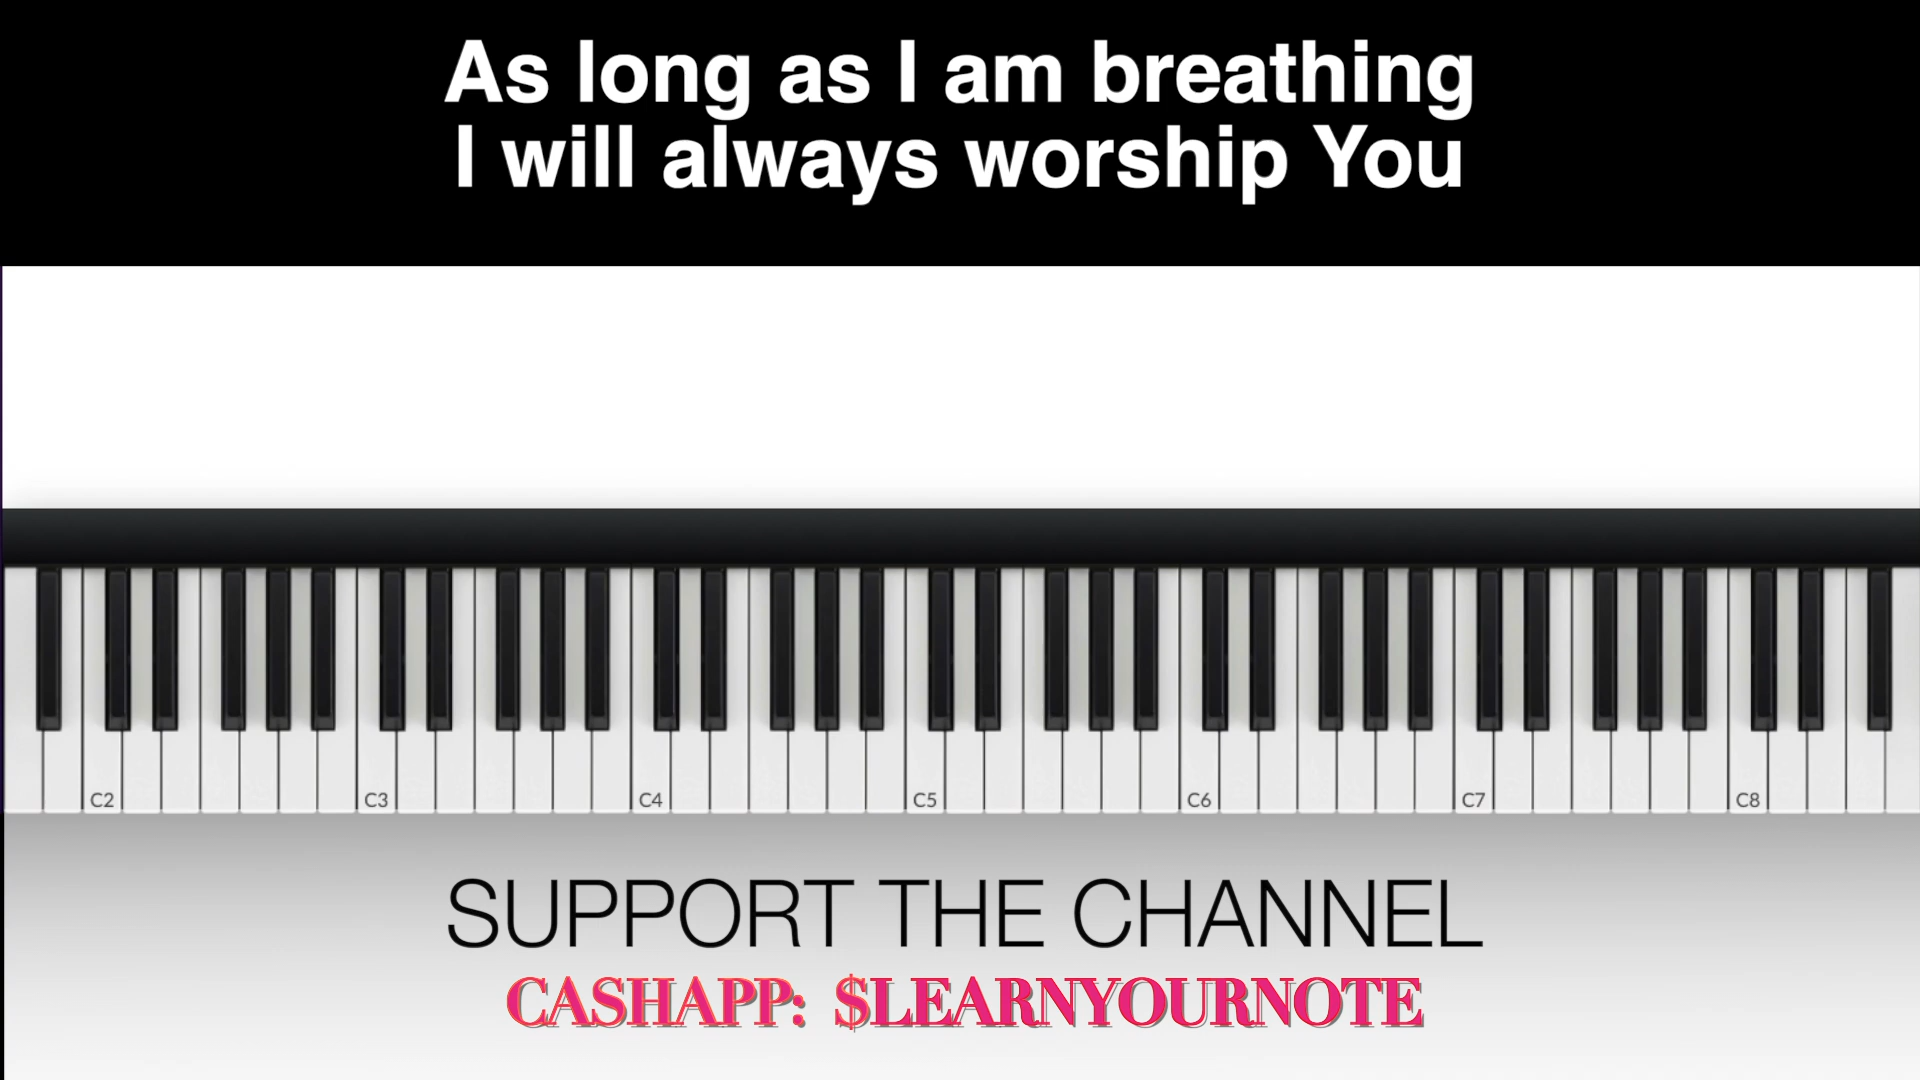 As long as I am breathing
I will always worship You
C2 C3 C4 C5 C6 C7 C8
SUPPORT THE CHANNEL
CASHAPP: $LEARNYOURNOTE